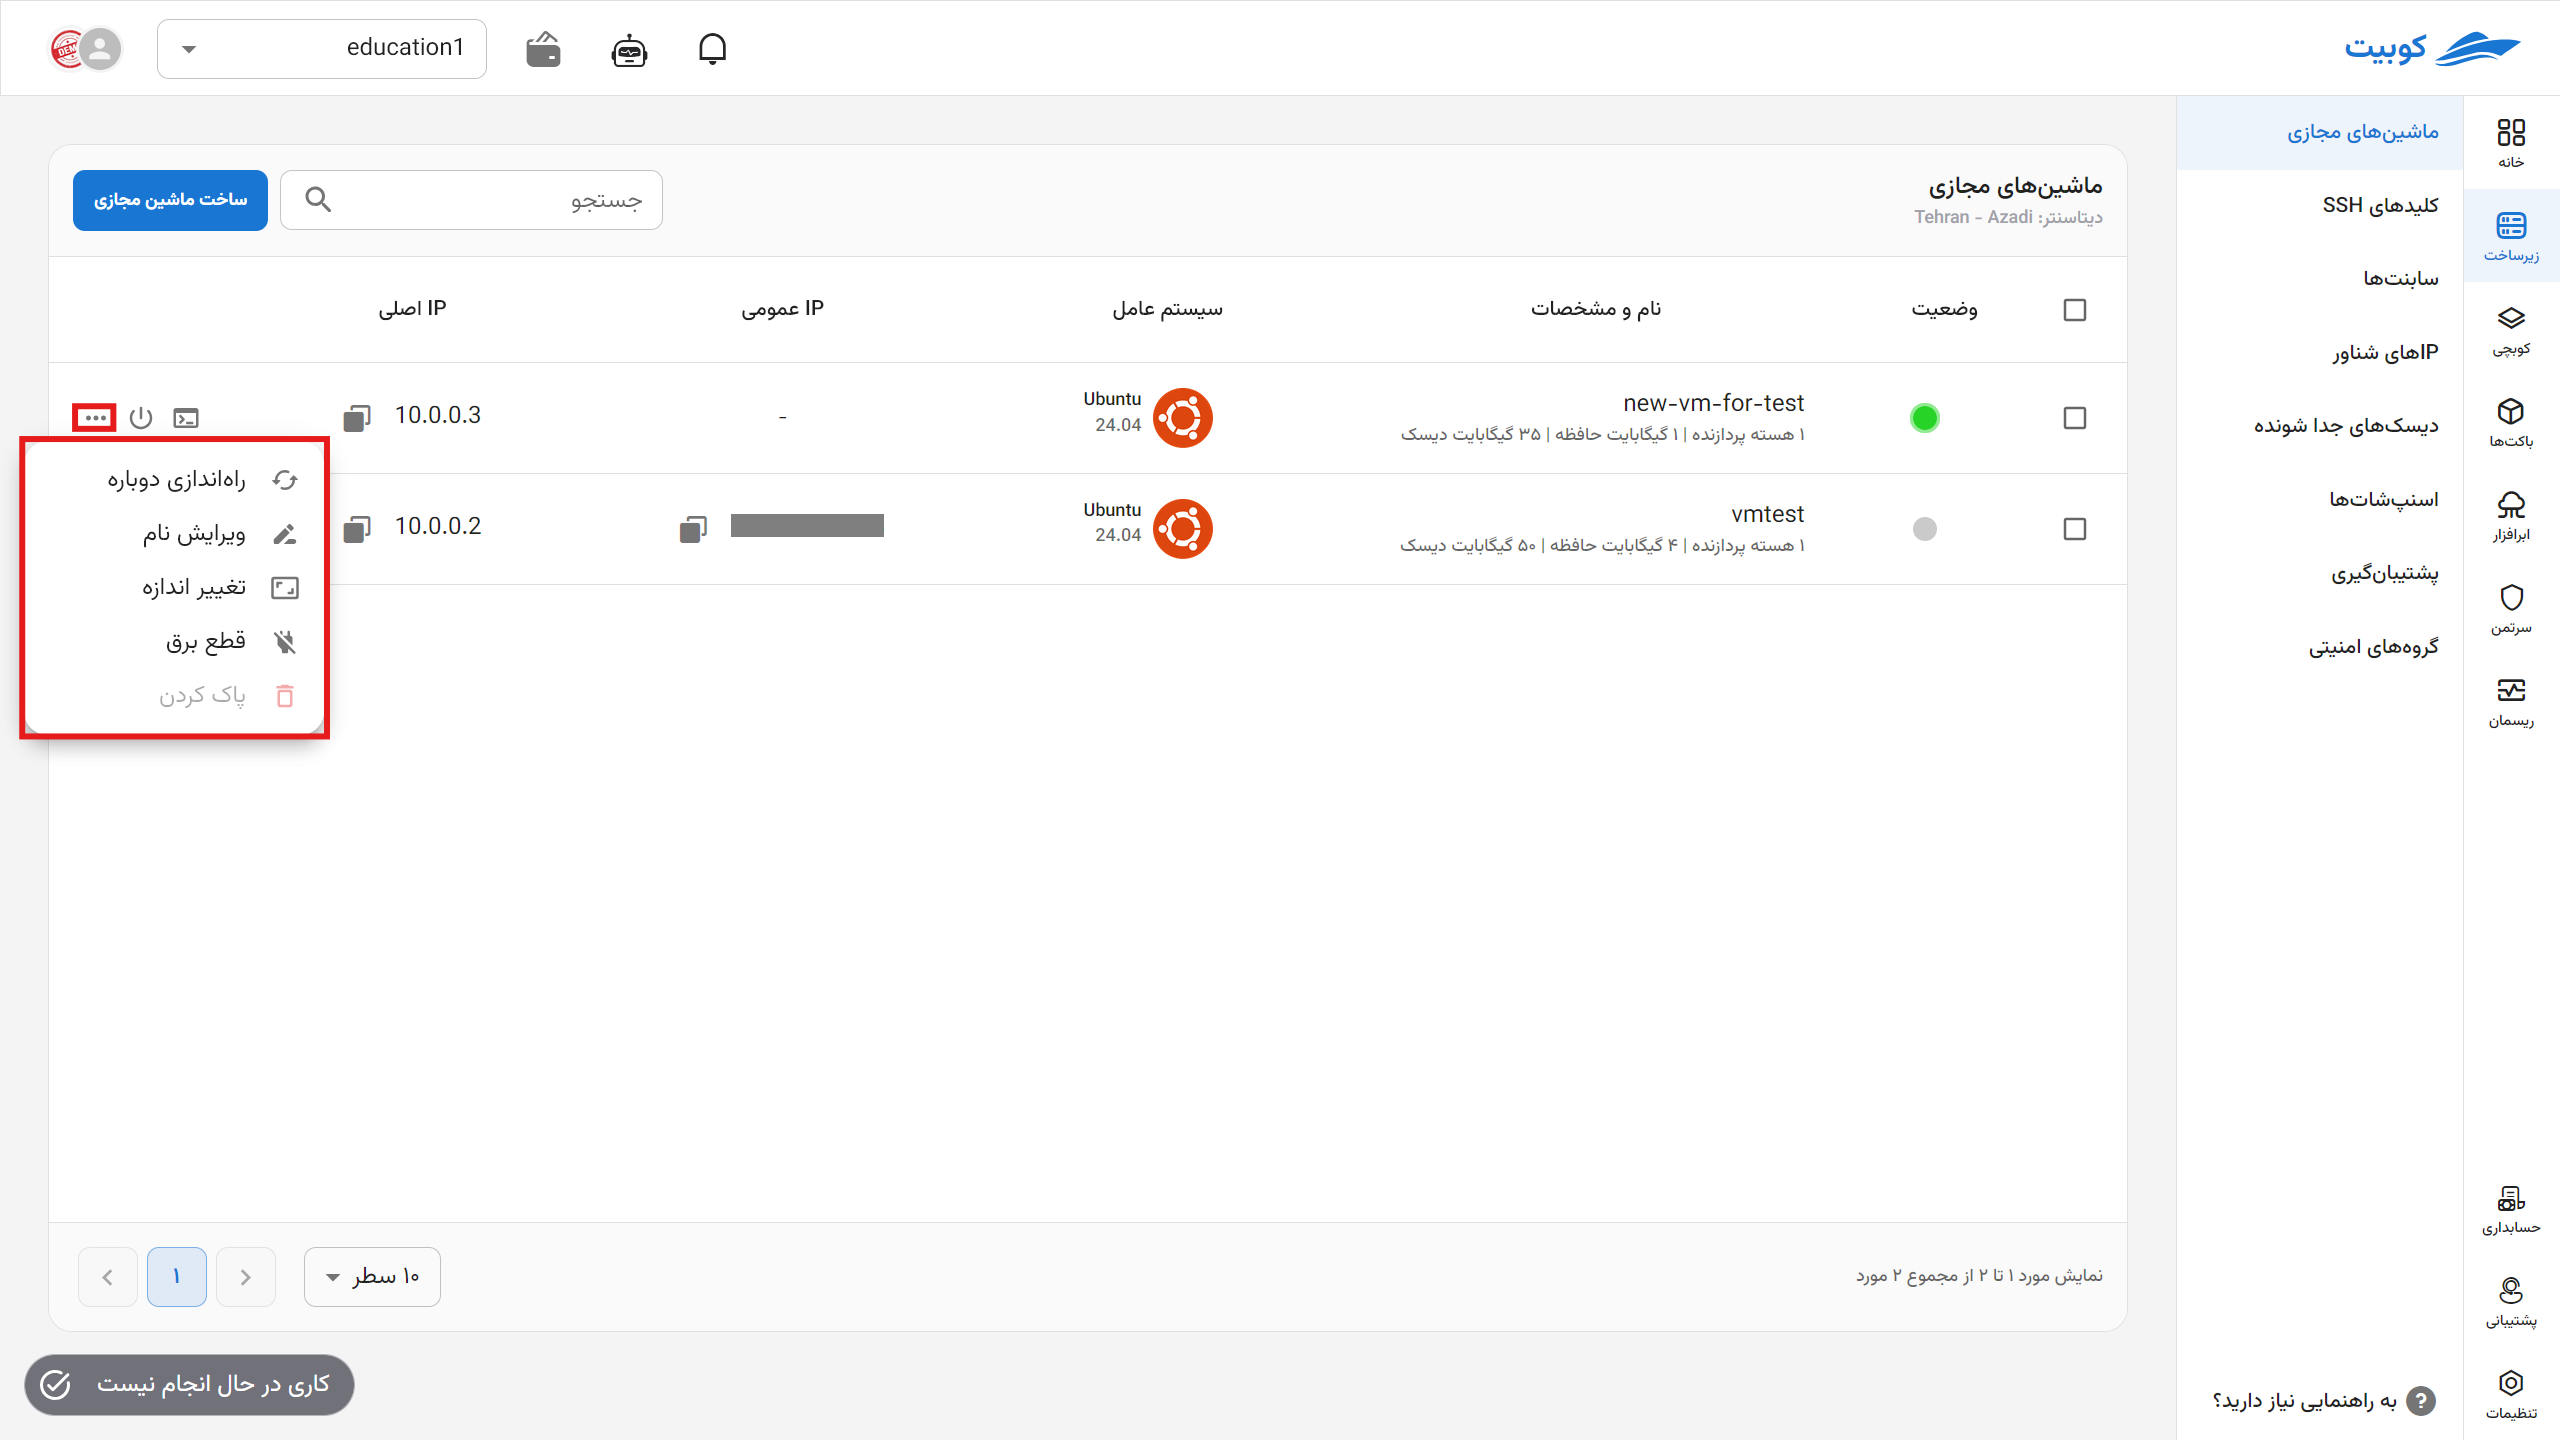 کوبیت
education1
خانه
زیرساخت
کوبچی
باکت‌ها
ابرافزار
سرتمن
ریسمان
حسابداری
پشتیبانی
تنظیمات
ماشین‌های مجازی
کلیدهای SSH
سابنت‌ها
IPهای شناور
دیسک‌های جدا شونده
اسنپ‌شات‌ها
پشتیبان‌گیری
گروه‌های امنیتی
به راهنمایی نیاز دارید؟
ماشین‌های مجازی
دیتاسنتر: Tehran - Azadi
جستجو
ساخت ماشین مجازی
وضعیت
نام و مشخصات
سیستم عامل
IP عمومی
IP اصلی
new-vm-for-test
۱ هسته پردازنده | ۱ گیگابایت حافظه | ۳۵ گیگابایت دیسک
Ubuntu
24.04
-
10.0.0.3
vmtest
۱ هسته پردازنده | ۴ گیگابایت حافظه | ۵۰ گیگابایت دیسک
Ubuntu
24.04
10.0.0.2
راه‌اندازی دوباره
ویرایش نام
تغییر اندازه
قطع برق
پاک کردن
نمایش مورد ۱ تا ۲ از مجموع ۲ مورد
۱۰ سطر
۱
کاری در حال انجام نیست